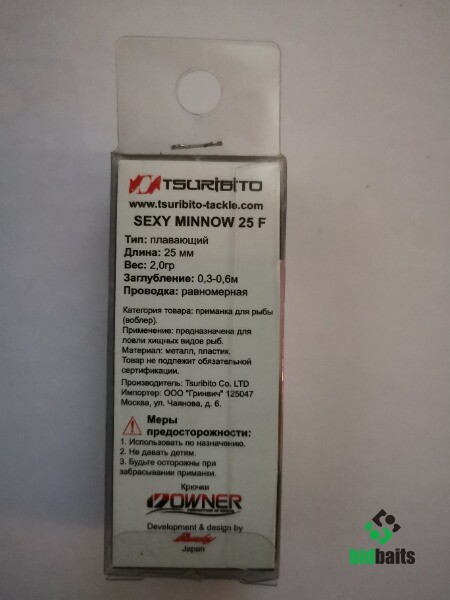 TSURIBITO
www.tsuribito-tackle.com
SEXY MINNOW 25 F
Тип: плавающий
Длина: 25 мм
Вес: 2,0гр
Заглубление: 0,3-0,6м
Проводка: равномерная
Категория товара: приманка для рыбы
(воблер).
Применение: предназначена для
ловли хищных видов рыб.
Материал: металл, пластик.
Товар не подлежит обязательной
сертификации.
Производитель: Tsuribito Co. LTD
Импортер: ООО "Гринвич" 125047
Москва, ул. Чаянова, д. 6.
Меры
предосторожности:
1. Использовать по назначению.
2. Не давать детям.
3. Будьте осторожны при
забрасывании приманки.
Крючки
OWNER
Development & design by
Japan
bigbaits